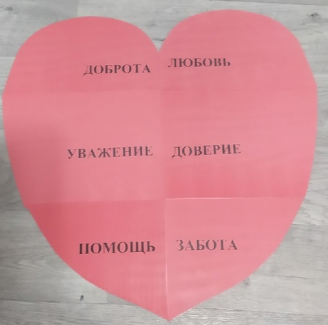 ДОБРОТА ЛЮБОВЬ
УВАЖЕНИЕ ДОВЕРИЕ
ПОМОЩЬ ЗАБОТА